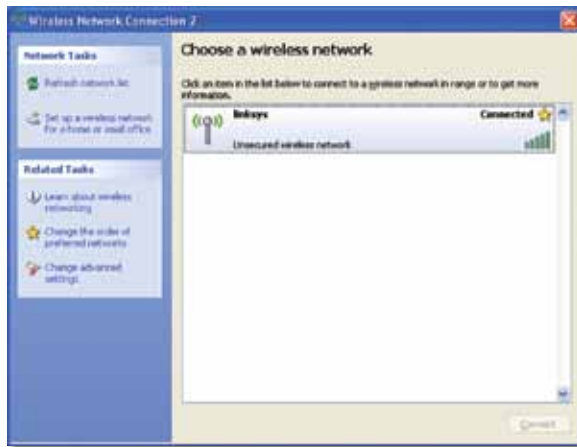 Wireless Network Connection 2
Network Tasks
Refresh network list
Set up a wireless network
for a home or small office
Related Tasks
Learn about wireless
networking
Change the order of
preferred networks
Change advanced
settings
Choose a wireless network
Click an item in the list below to connect to a wireless network in range or to get more
information.
linksys
Connected
Unsecured wireless network
Connect